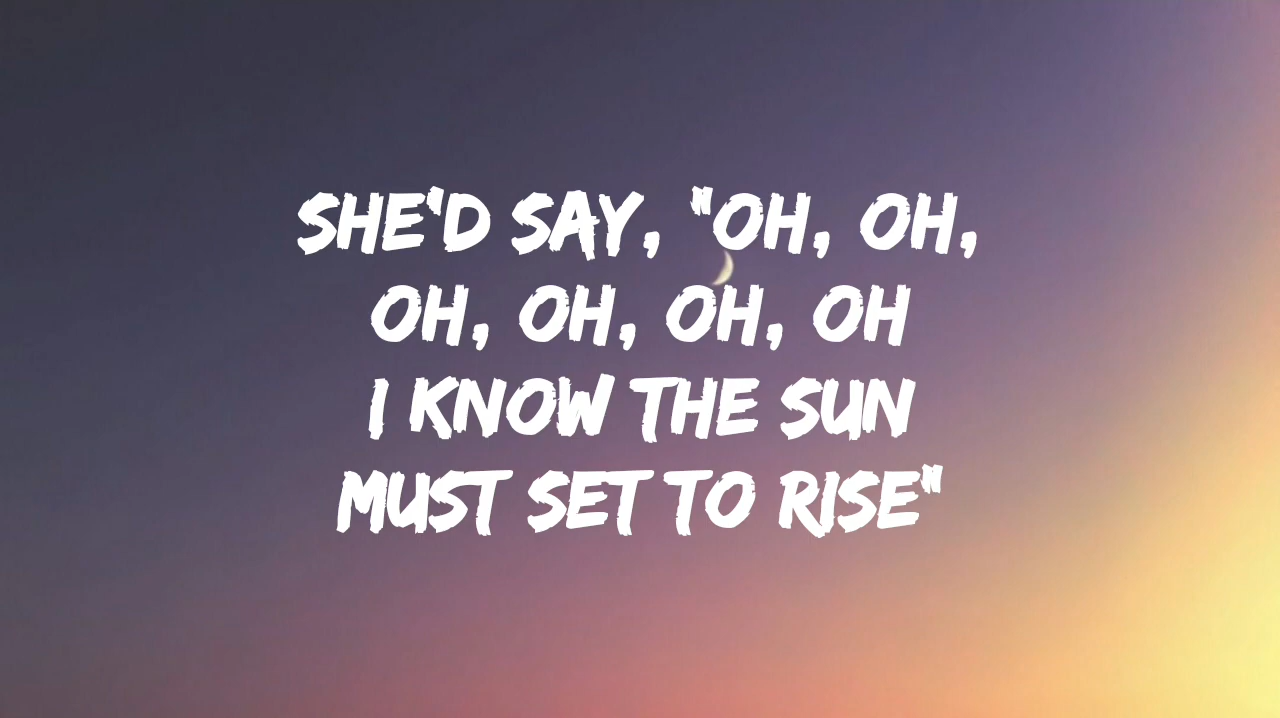 SHE'D SAY, "OH, OH,
OH, OH, OH, OH
I KNOW THE SUN
MUST SET TO RISE"